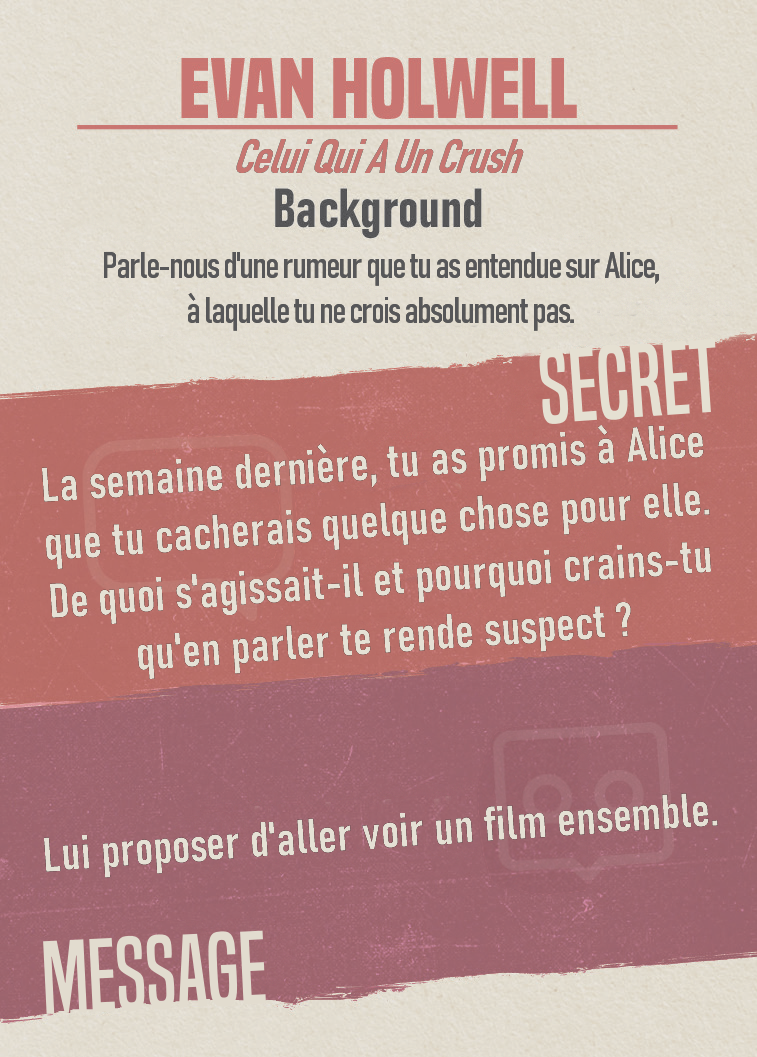 EVAN HOLWELL
Celui Qui A Un Crush
Background
Parle-nous d'une rumeur que tu as entendue sur Alice,
à laquelle tu ne crois absolument pas.
SECRET
La semaine dernière, tu as promis à Alice
que tu cacherais quelque chose pour elle.
De quoi s'agissait-il et pourquoi crains-tu
qu'en parler te rende suspect ?
Lui proposer d'aller voir un film ensemble.
MESSAGE